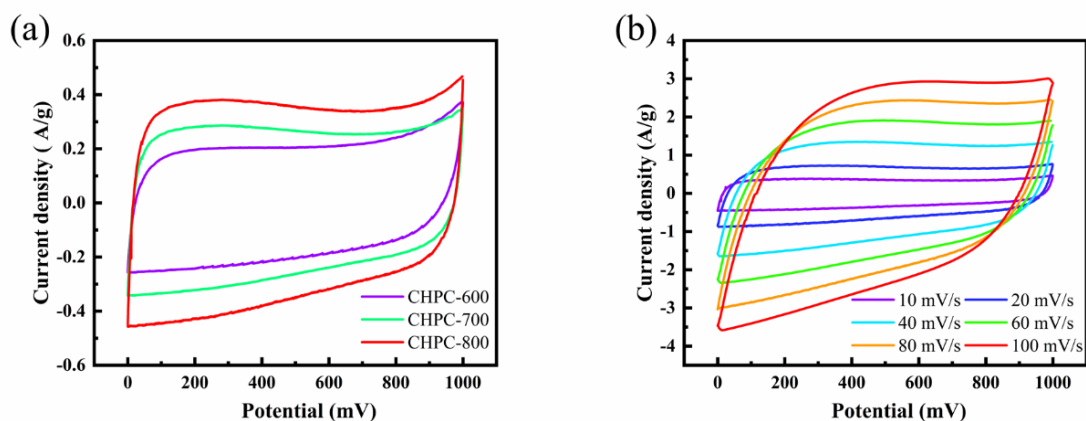 (a)
Current density ( A/g)
0.6
0.4
0.2
0.0
-0.2
-0.4
-0.6
0 200 400 600 800 1000
Potential (mV)
CHPC-600
CHPC-700
CHPC-800
(b)
Current density (A/g)
4
3
2
1
0
-1
-2
-3
-4
0 200 400 600 800 1000
Potential (mV)
10 mV/s 20 mV/s
40 mV/s 60 mV/s
80 mV/s 100 mV/s